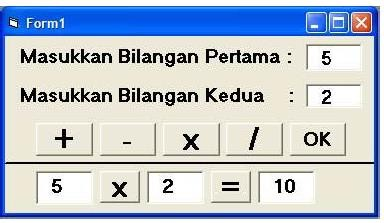 Form1
Masukkan Bilangan Pertama : 5
Masukkan Bilangan Kedua : 2
+ - x / OK
5 x 2 = 10